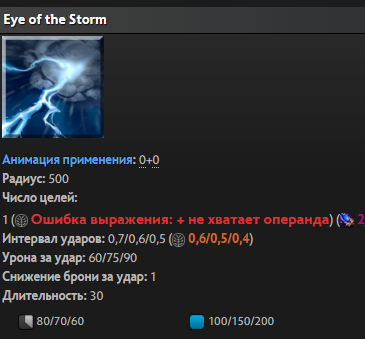 Eye of the Storm
Анимация применения: 0+0
Радиус: 500
Число целей:
1 ( Ошибка выражения: + не хватает операнда) ( 2
Интервал ударов: 0,7/0,6/0,5 ( 0,6/0,5/0,4)
Урона за удар: 60/75/90
Снижение брони за удар: 1
Длительность: 30
80/70/60 100/150/200